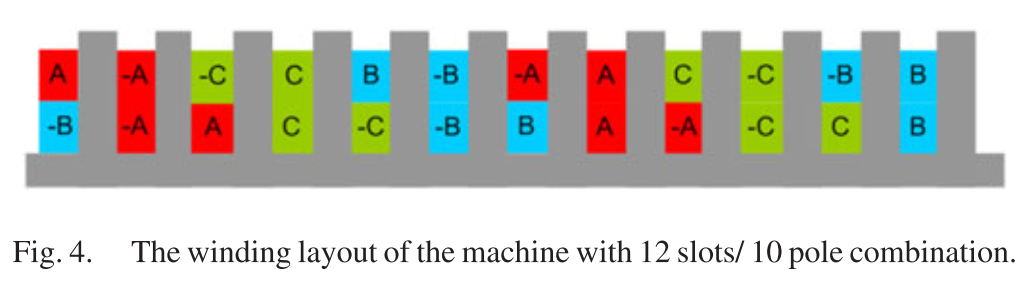 A -A -C C B -B -A A C -C -B B
-B -A A C -C -B B A -A -C C B
Fig. 4. The winding layout of the machine with 12 slots/ 10 pole combination.